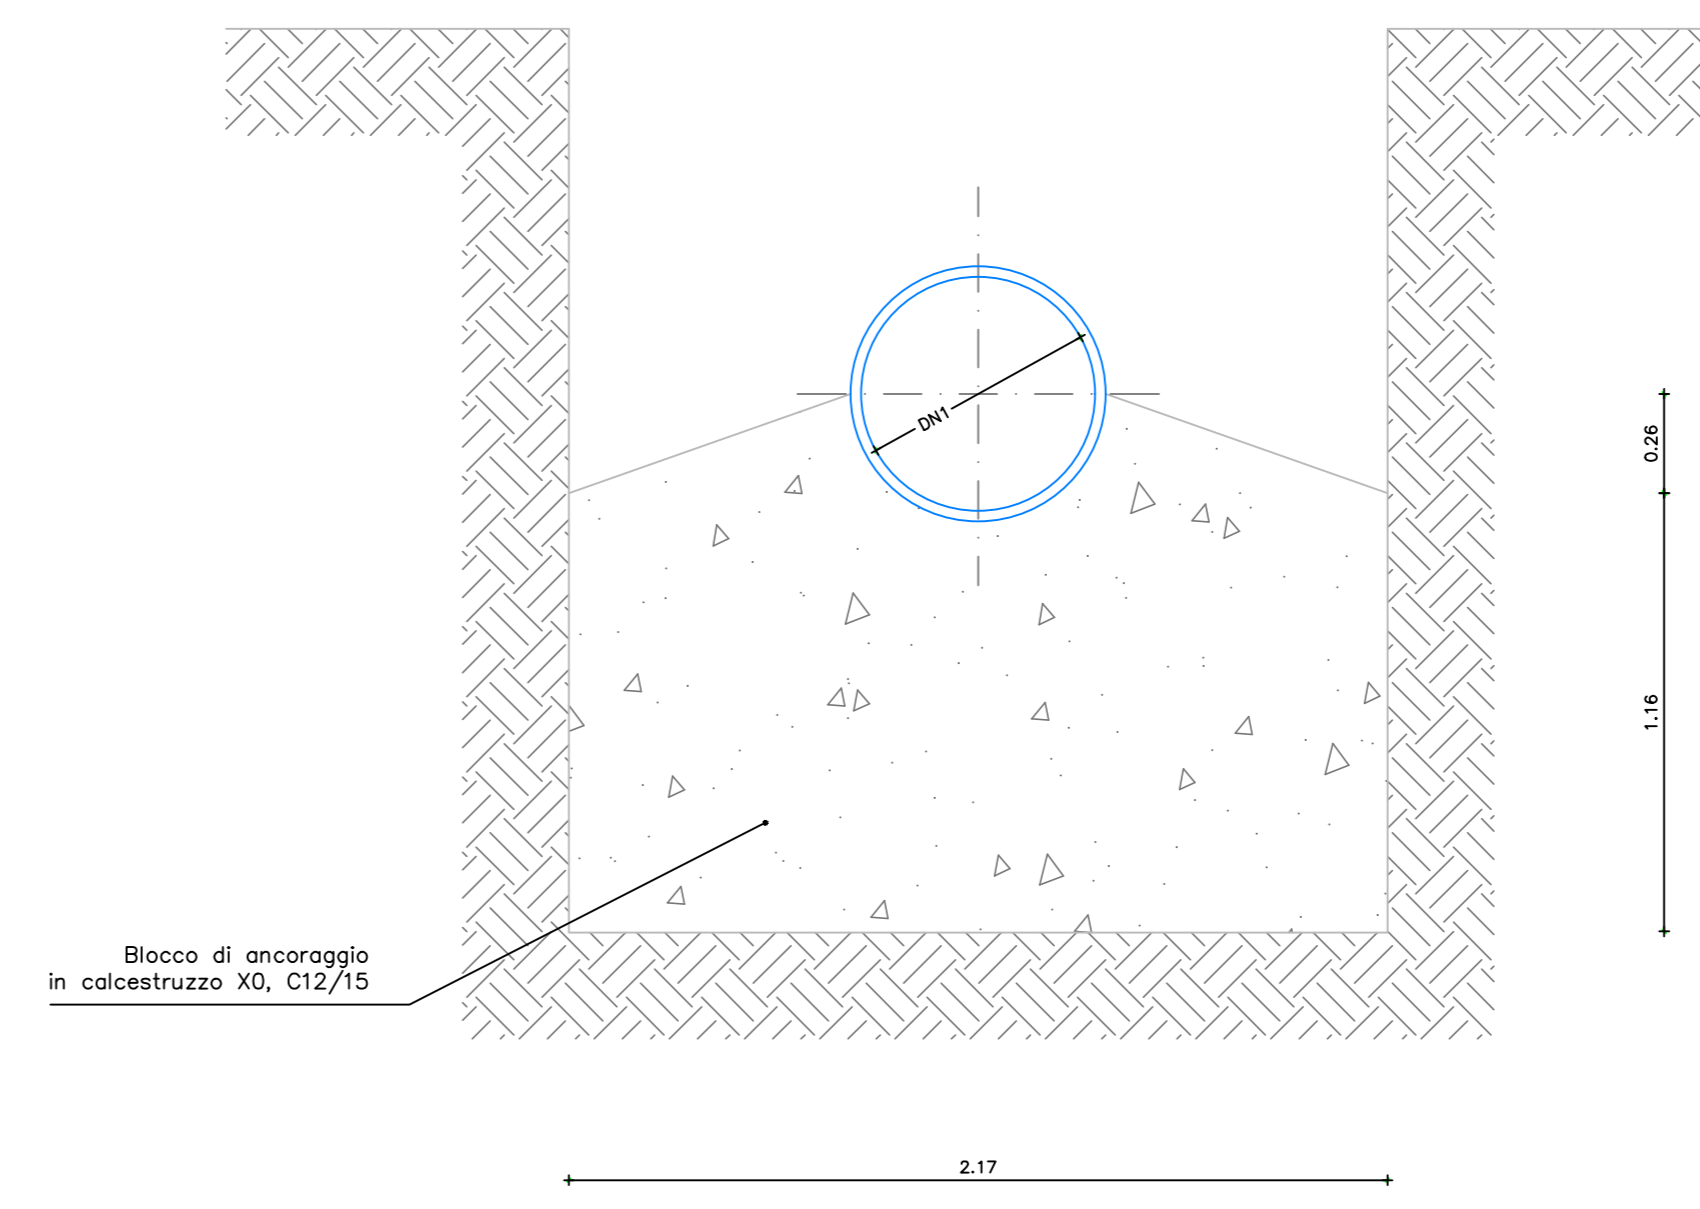 DN1
0.26
1.16
Blocco di ancoraggio
in calcestruzzo X0, C12/15
2.17